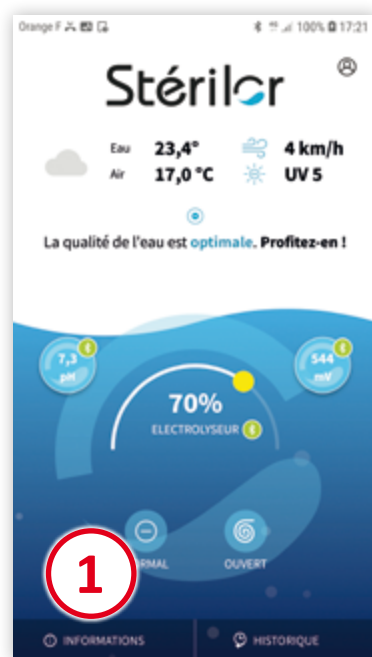 Orange F 100% 17:21
Stérilor
Eau 23,4° 4 km/h
Air 17,0 °C UV 5
La qualité de l'eau est optimale. Profitez-en !
7,3 pH
544 mV
70%
ELECTROLYSEUR
OUVERT
1
INFORMATIONS HISTORIQUE